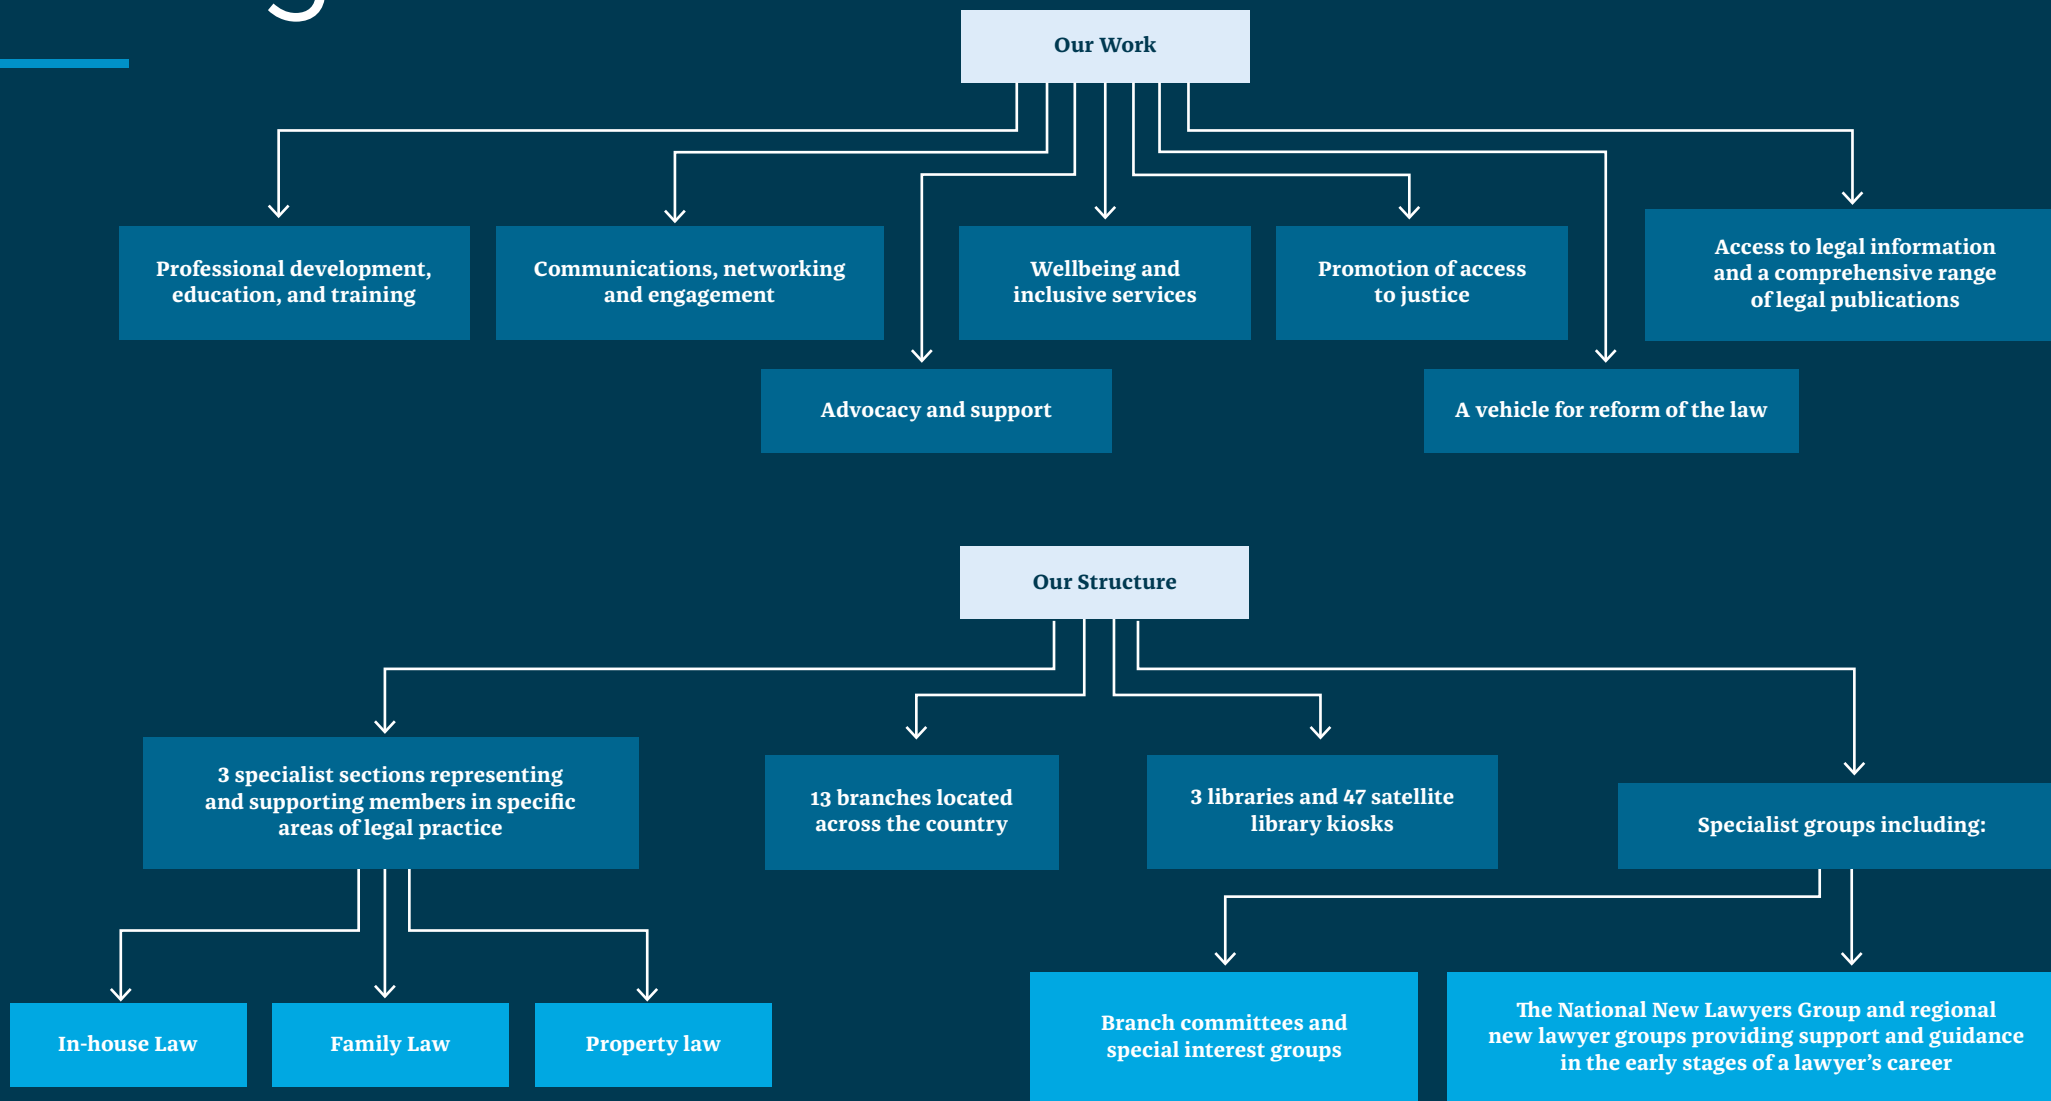 Our Work
Professional development,
education, and training
Communications, networking
and engagement
Wellbeing and
inclusive services
Promotion of access
to justice
Access to legal information
and a comprehensive range
of legal publications
Advocacy and support
A vehicle for reform of the law
Our Structure
3 specialist sections representing
and supporting members in specific
areas of legal practice
13 branches located
across the country
3 libraries and 47 satellite
library kiosks
Specialist groups including:
In-house Law
Family Law
Property law
Branch committees and
special interest groups
The National New Lawyers Group and regional
new lawyer groups providing support and guidance
in the early stages of a lawyer's career